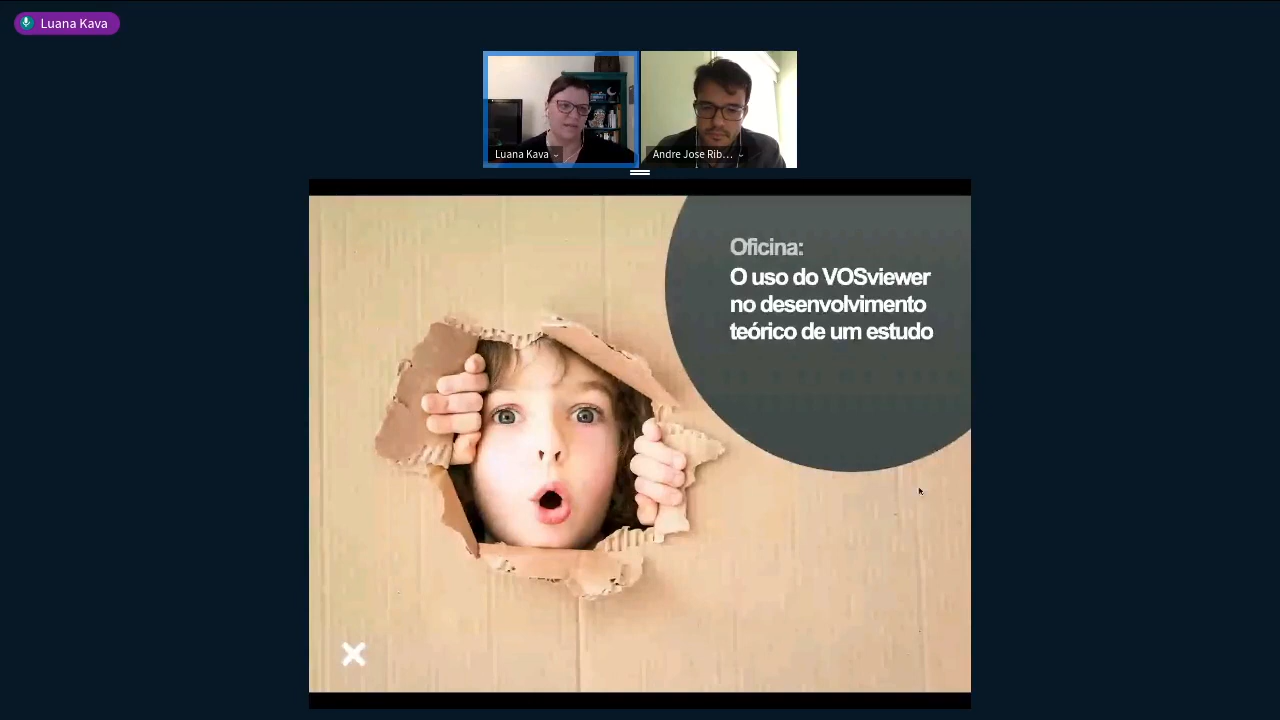 Luana Kava
Luana Kava
Andre Jose Rib...
Oficina:
O uso do VOSviewer
no desenvolvimento
teórico de um estudo